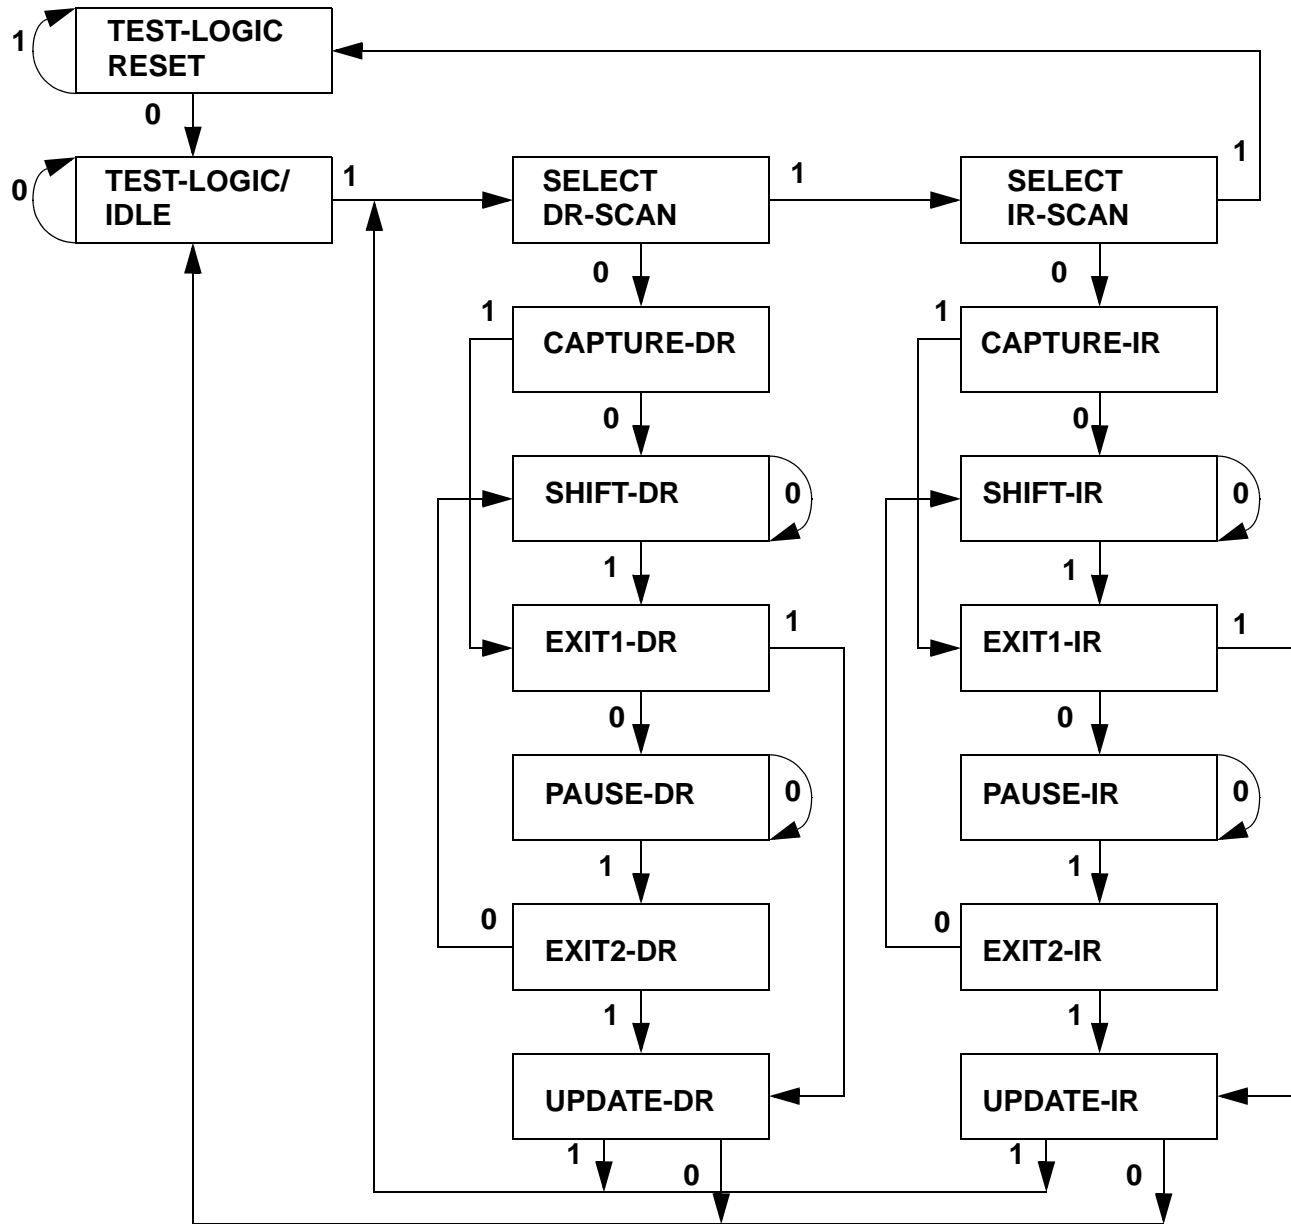 TEST-LOGIC
RESET
1
0
TEST-LOGIC/
IDLE
0
1
SELECT
DR-SCAN
1
SELECT
IR-SCAN
1
0
0
1
CAPTURE-DR
1
CAPTURE-IR
0
0
SHIFT-DR
0
SHIFT-IR
0
1
1
EXIT1-DR
1
EXIT1-IR
1
0
0
PAUSE-DR
0
PAUSE-IR
0
1
1
0
EXIT2-DR
0
EXIT2-IR
1
1
UPDATE-DR
UPDATE-IR
1
0
1
0